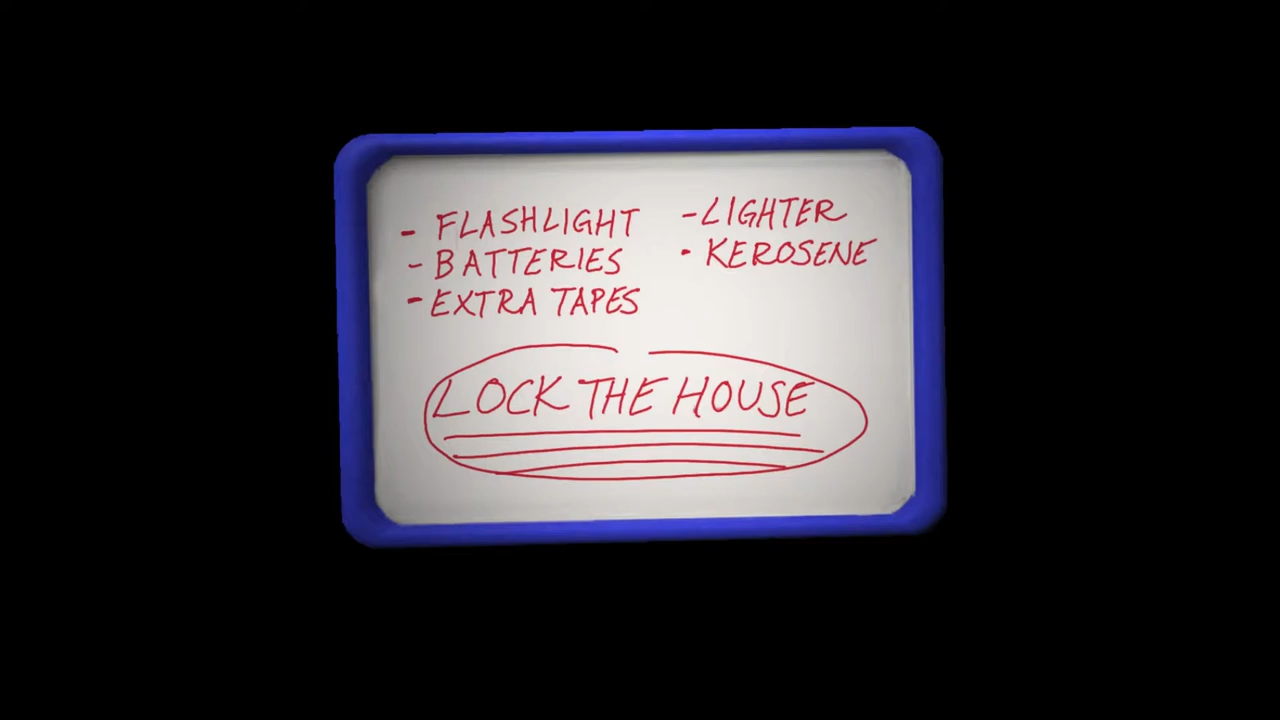 - FLASHLIGHT
- BATTERIES
- EXTRA TAPES
- LIGHTER
- KEROSENE
LOCK THE HOUSE